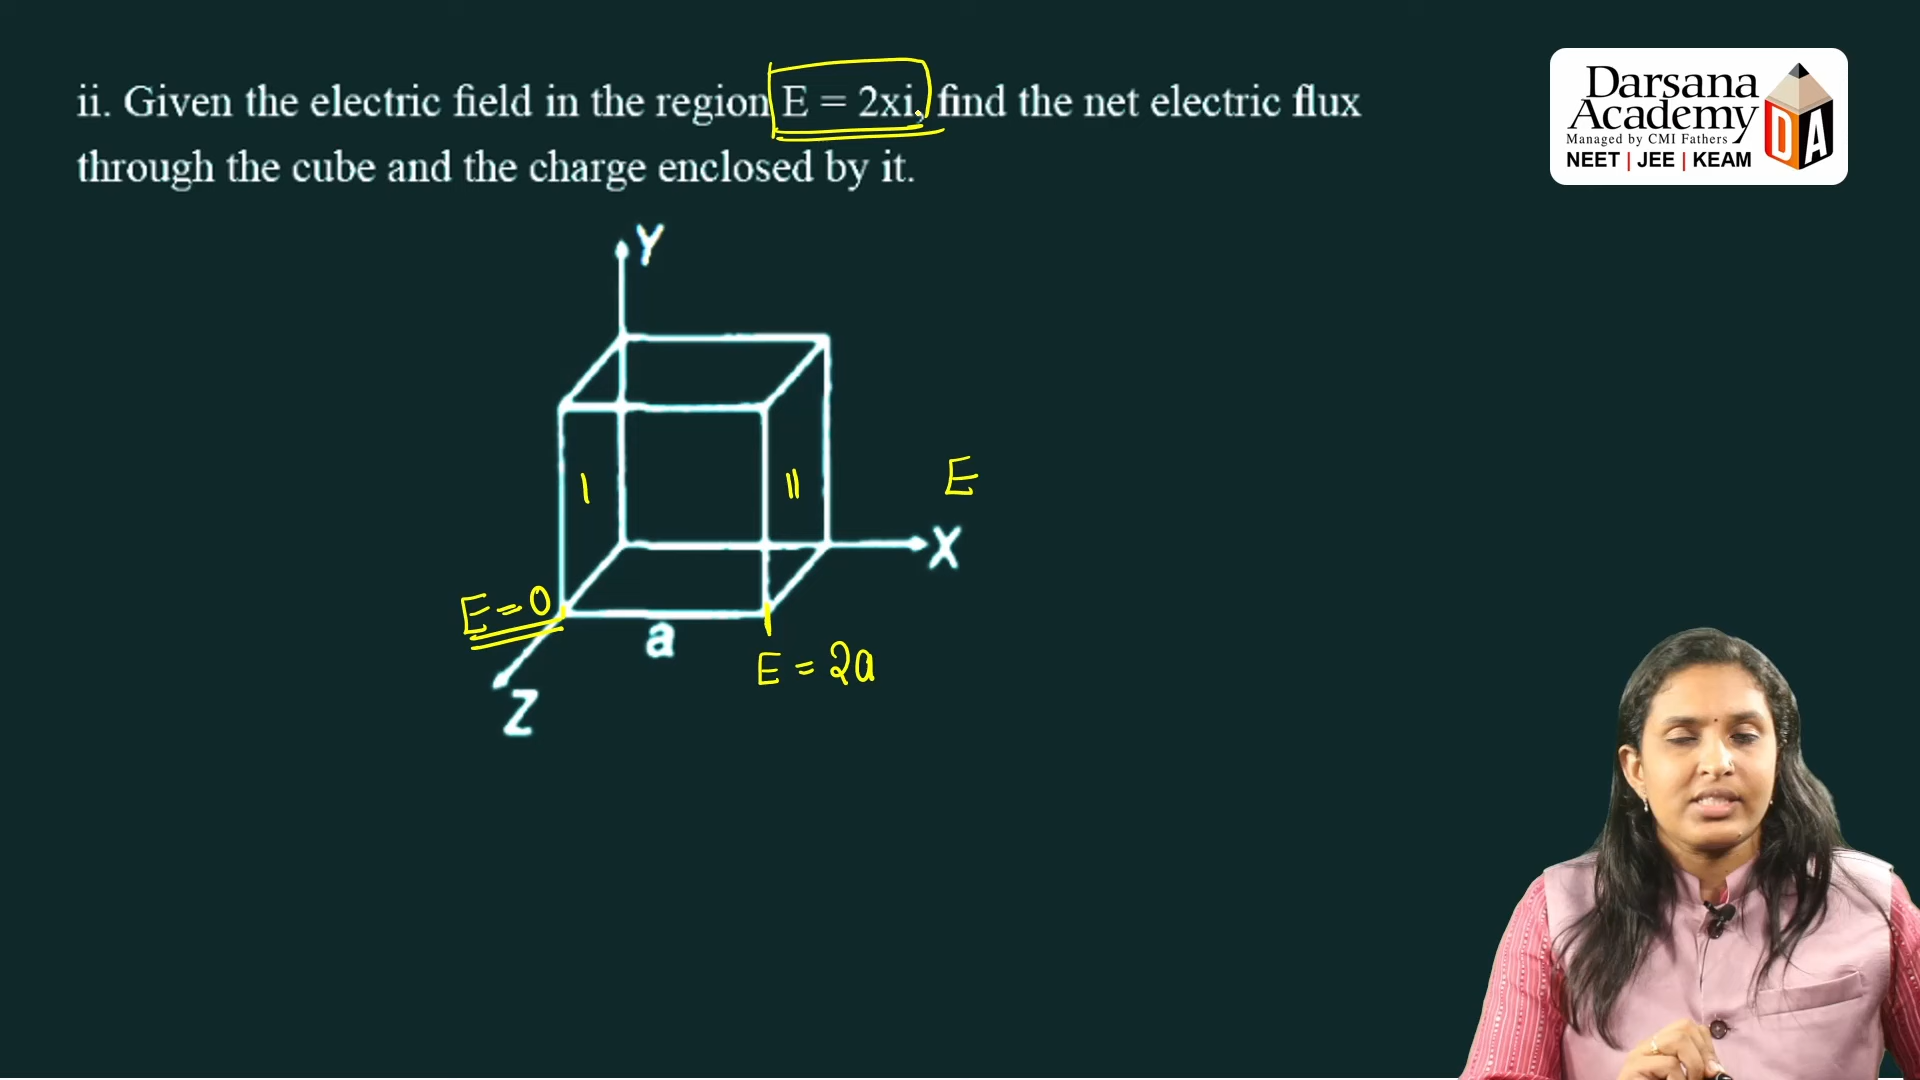 ii. Given the electric field in the region E = 2xi, find the net electric flux
through the cube and the charge enclosed by it.
Darsana
Academy
Managed by CMI Fathers
NEET | JEE | KEAM
DA
Y
I
II
E
X
E = 0
a
E = 2a
Z